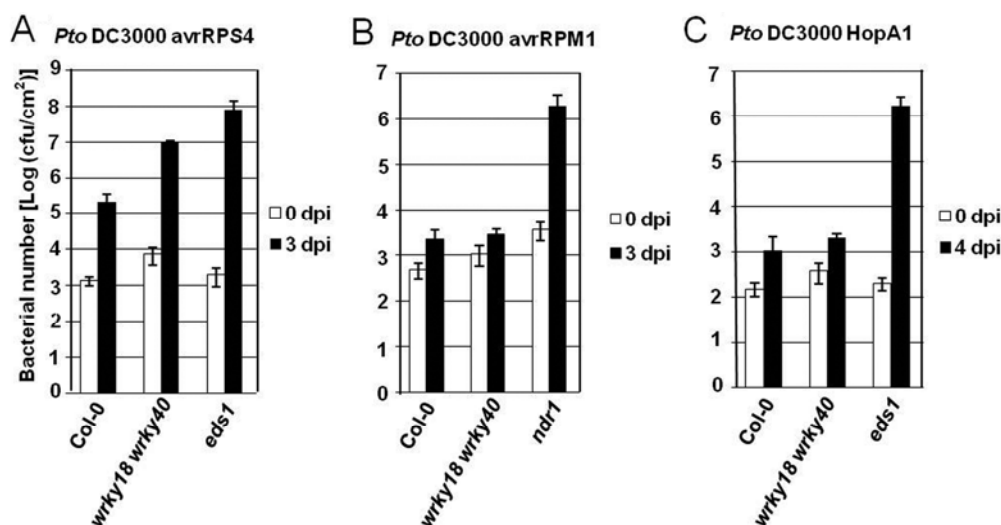 A
Pto DC3000 avrRPS4
Bacterial number [Log (cfu/cm²)]
9
8
7
6
5
4
3
2
1
0
Col-0
wrky18 wrky40
eds1
0 dpi
3 dpi
B
Pto DC3000 avrRPM1
7
6
5
4
3
2
1
0
Col-0
wrky18 wrky40
ndr1
0 dpi
3 dpi
C
Pto DC3000 HopA1
7
6
5
4
3
2
1
0
Col-0
wrky18 wrky40
eds1
0 dpi
4 dpi